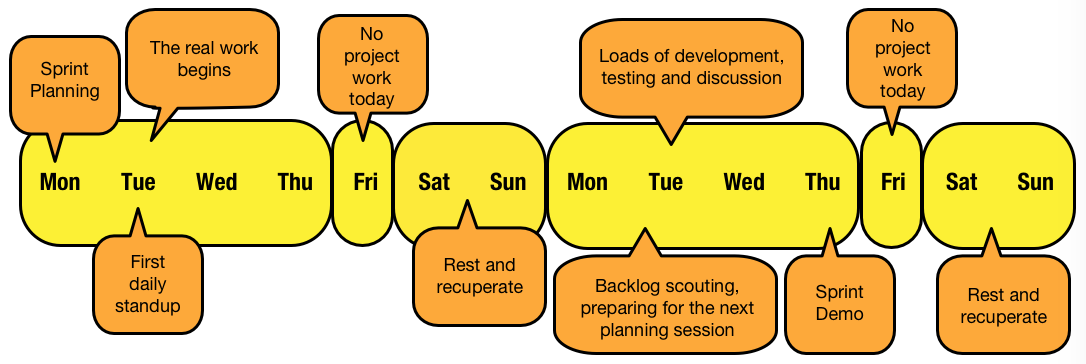 Sprint
Planning
The real work
begins
No
project
work
today
Loads of development,
testing and discussion
No
project
work
today
Mon Tue Wed Thu Fri Sat Sun Mon Tue Wed Thu Fri Sat Sun
First
daily
standup
Rest and
recuperate
Backlog scouting,
preparing for the next
planning session
Sprint
Demo
Rest and
recuperate